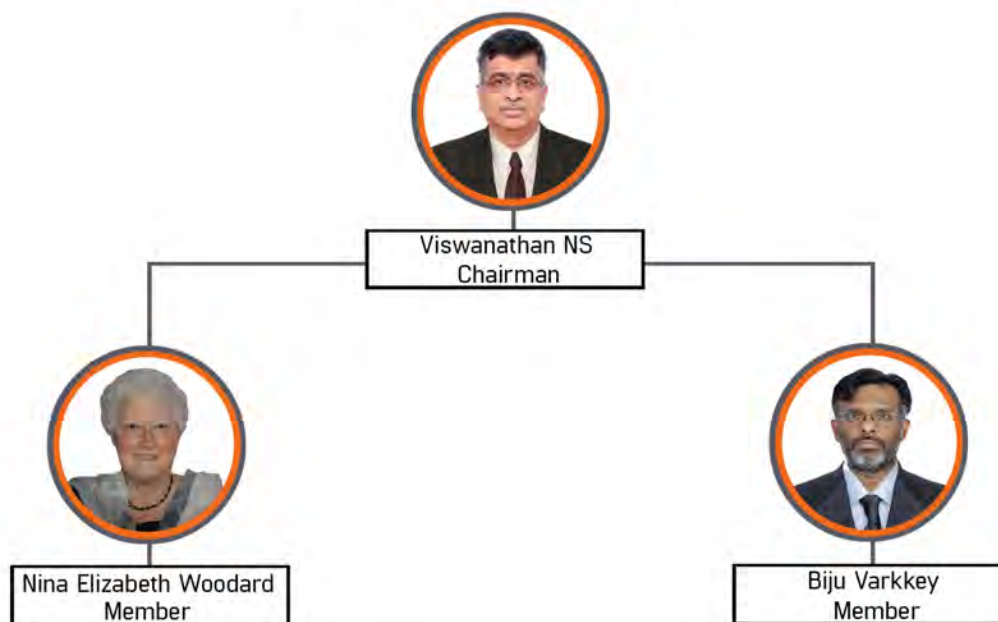 Viswanathan NS
Chairman
Nina Elizabeth Woodard
Member
Biju Varkkey
Member